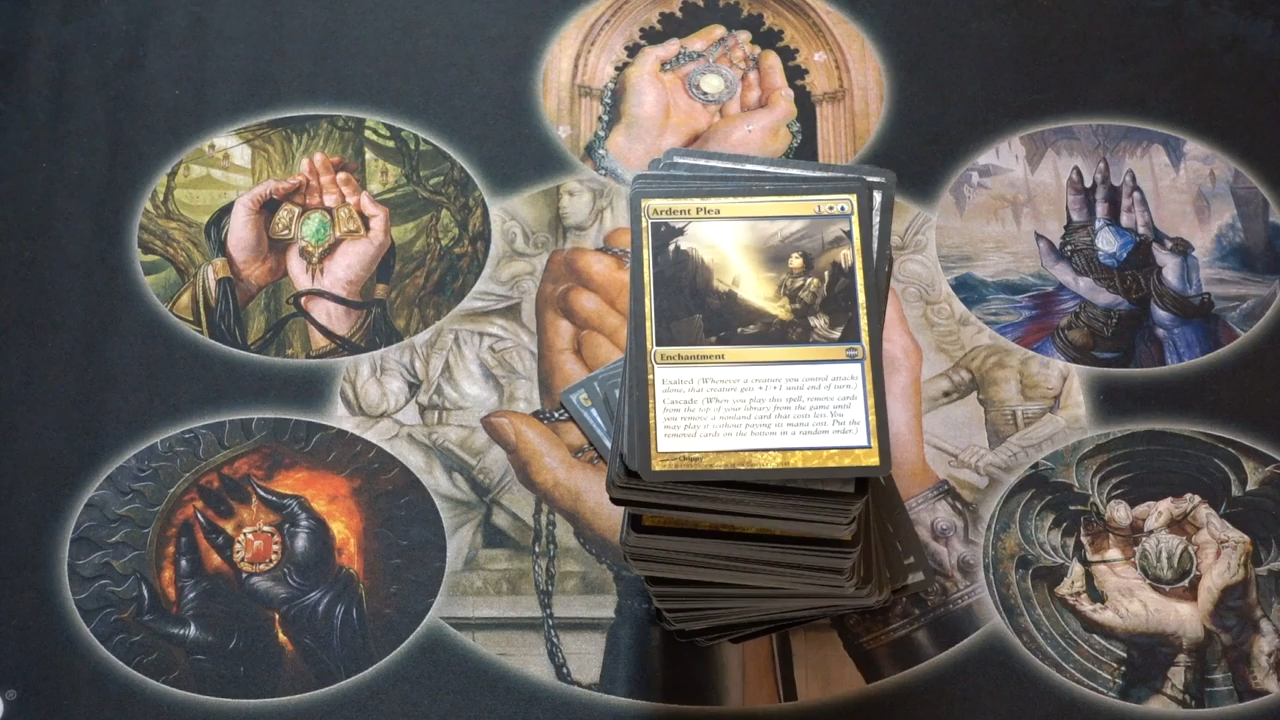 Ardent Plea 1
Enchantment
Exalted (Whenever a creature you control attacks
alone, that creature gets +1/+1 until end of turn.)
Cascade (When you play this spell, remove cards
from the top of your library from the game until
you remove a nonland card that costs less. You
may play it without paying its mana cost. Put the
removed cards on the bottom in a random order.)
Chippy
®